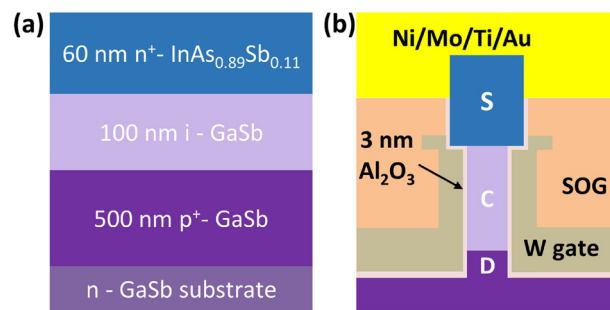 (a)
60 nm n⁺- InAs₀.₈₉Sb₀.₁₁
100 nm i - GaSb
500 nm p⁺- GaSb
n - GaSb substrate
(b)
Ni/Mo/Ti/Au
S
3 nm
Al₂O₃
C
SOG
W gate
D